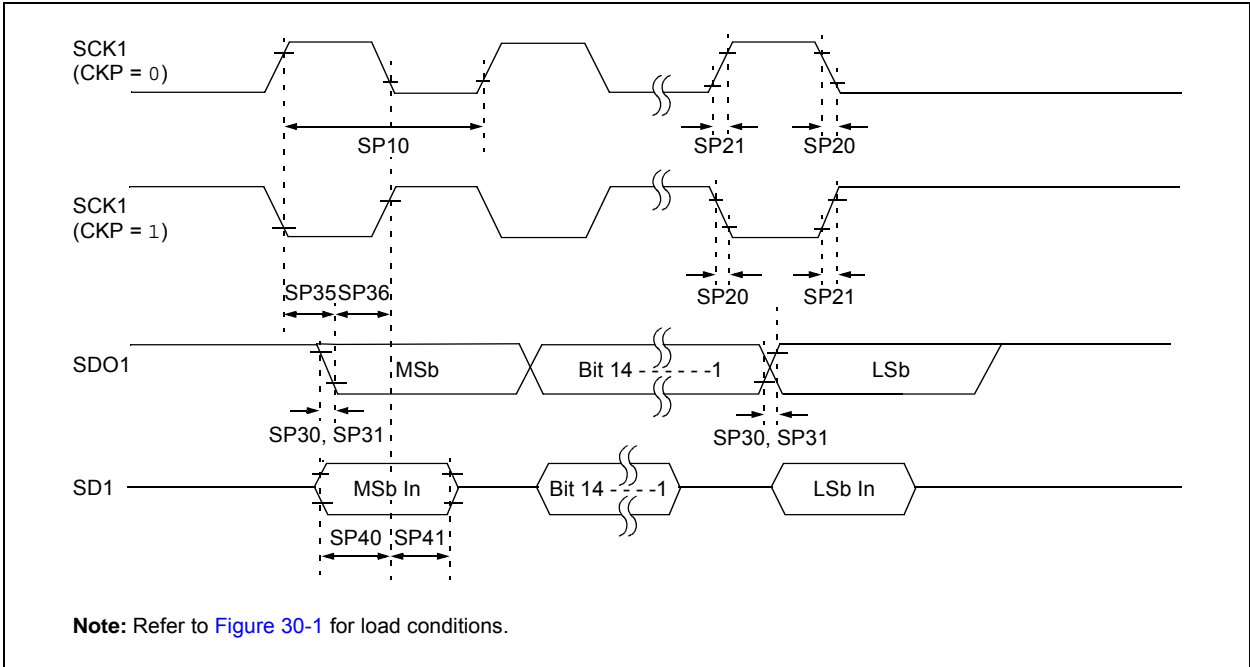 SCK1
(CKP = 0)
SP10
SP21
SP20
SCK1
(CKP = 1)
SP35
SP36
SP20
SP21
SDO1
MSb
Bit 14 - - - - - -1
LSb
SP30, SP31
SP30, SP31
SD1
MSb In
Bit 14 - - - -1
LSb In
SP40
SP41
Note: Refer to Figure 30-1 for load conditions.